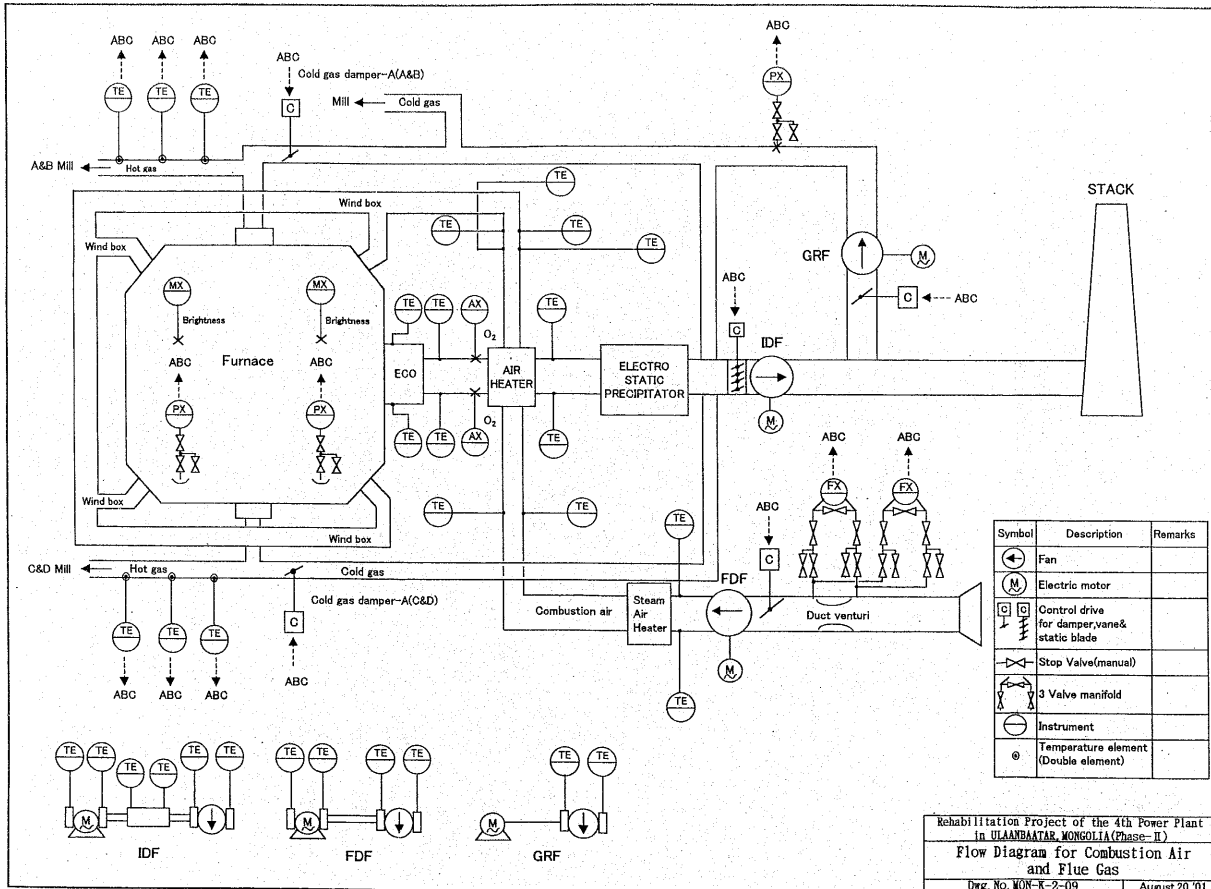 ABC ABC ABC
TE TE TE
ABC
Cold gas damper-A(A&B)
C
Mill
Cold gas
ABC
PX
A&B Mill
Hot gas
TE
TE TE
TE
Wind box
Wind box
STACK
GRF
M
C
ABC
MX MX
Brightness Brightness
ABC ABC
Furnace
PX PX
TE TE AX TE
O2
ECO
AIR
HEATER
ELECTRO
STATIC
PRECIPITATOR
ABC
C
IDF
M
O2
TE TE AX TE
Wind box
Wind box
TE TE
TE
ABC
C
ABC ABC
FX FX
C&D Mill
Hot gas
Cold gas
Cold gas damper-A(C&D)
C
ABC
TE TE TE
ABC ABC ABC
Combustion air
Steam
Air
Heater
FDF
M
TE
Duct venturi
Symbol Description Remarks
Fan
M Electric motor
C C Control drive
for damper,vane&
static blade
Stop Valve(manual)
3 Valve manifold
Instrument
Temperature element
(Double element)
TE TE TE TE TE TE
M
IDF
TE TE TE TE
M
FDF
TE TE
M
GRF
Rehabilitation Project of the 4th Power Plant
in ULAANBAATAR, MONGOLIA(Phase-II)
Flow Diagram for Combustion Air
and Flue Gas
Dwg. No. MON-K-2-09 August 20 '01